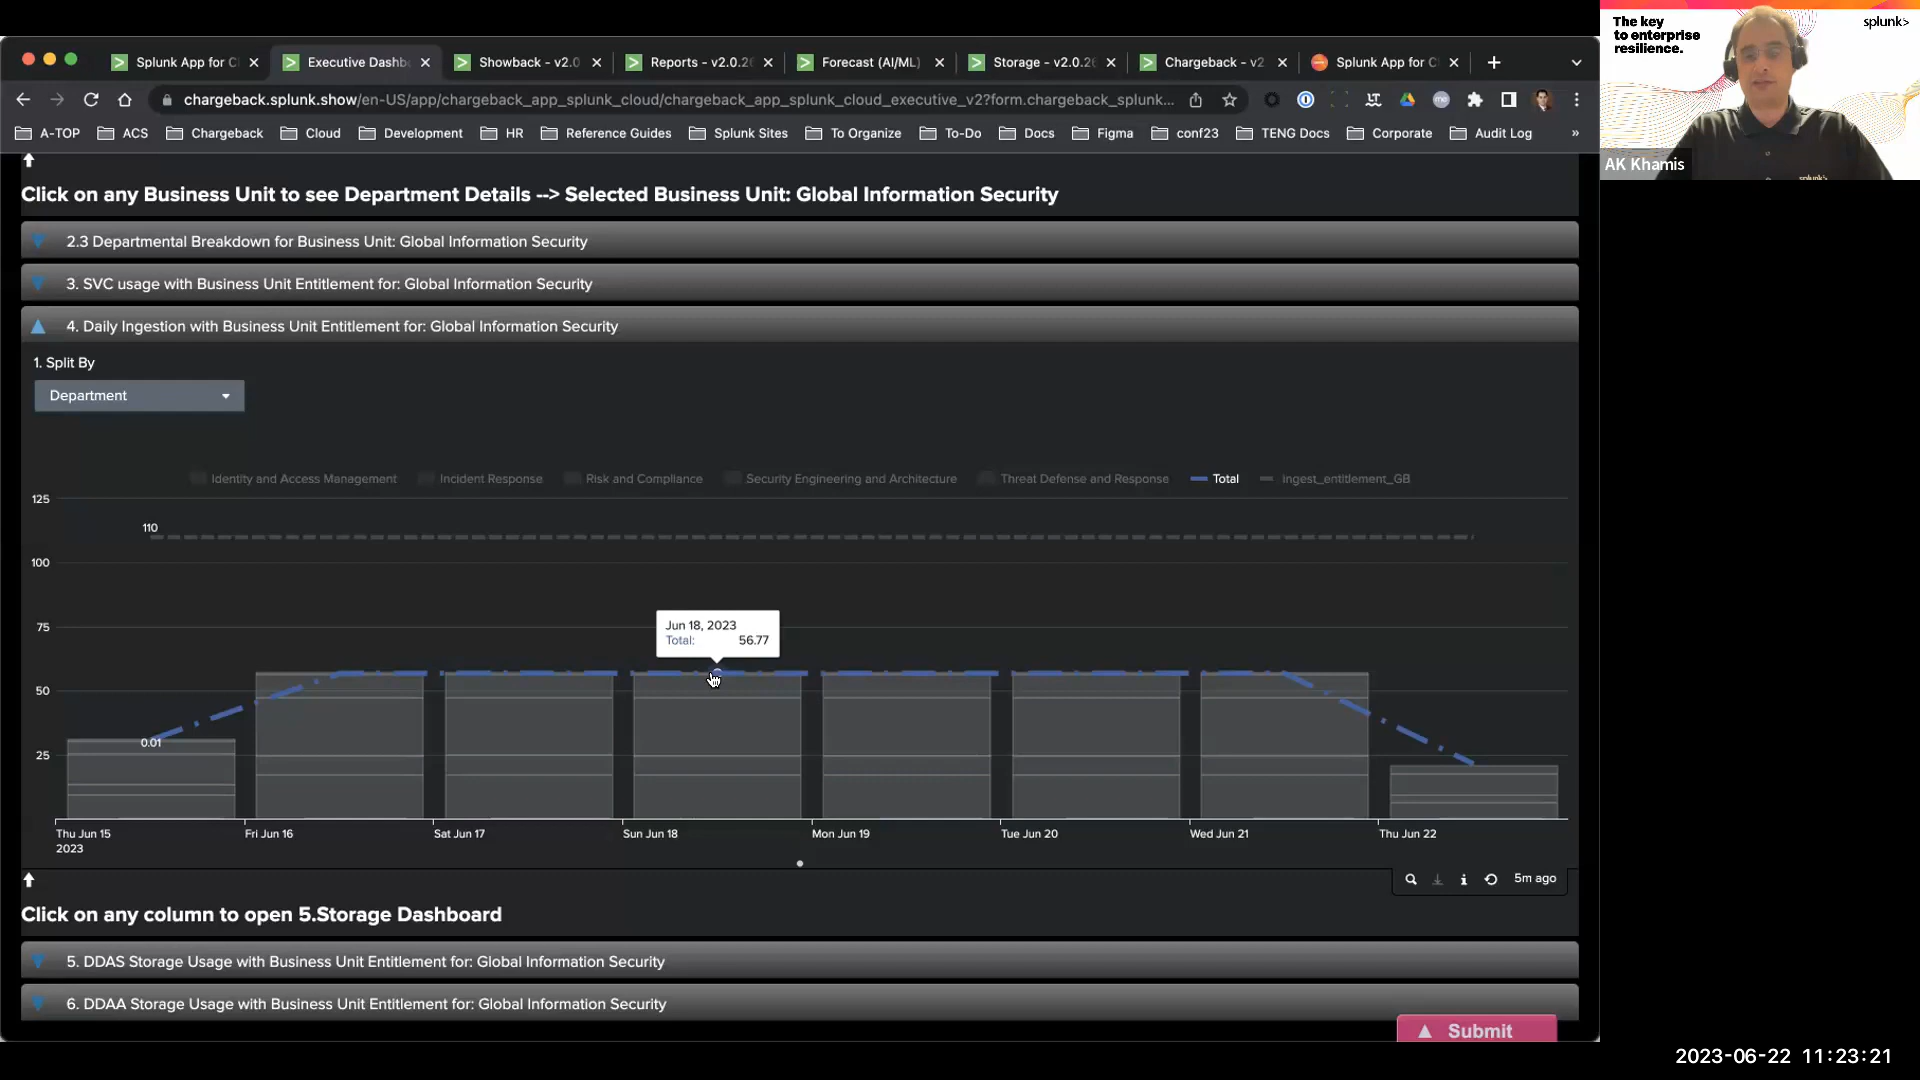 Splunk App for C
Executive Dashb
Showback - v2.0
Reports - v2.0.2
Forecast (AI/ML)
Storage - v2.0.2
Chargeback - v2
Splunk App for C
chargeback.splunk.show/en-US/app/chargeback_app_splunk_cloud/chargeback_app_splunk_cloud_executive_v2?form.chargeback_splunk...
A-TOP
ACS
Chargeback
Cloud
Development
HR
Reference Guides
Splunk Sites
To Organize
To-Do
Docs
Figma
conf23
TENG Docs
Corporate
Audit Log
»
The key
to enterprise
resilience.
splunk>
AK Khamis
Click on any Business Unit to see Department Details --> Selected Business Unit: Global Information Security
2.3 Departmental Breakdown for Business Unit: Global Information Security
3. SVC usage with Business Unit Entitlement for: Global Information Security
4. Daily Ingestion with Business Unit Entitlement for: Global Information Security
1. Split By
Department
Identity and Access Management
Incident Response
Risk and Compliance
Security Engineering and Architecture
Threat Defense and Response
Total
Ingest_entitlement_GB
125
110
100
75
Jun 18, 2023
Total: 56.77
50
0.01
25
Thu Jun 15
2023
Fri Jun 16
Sat Jun 17
Sun Jun 18
Mon Jun 19
Tue Jun 20
Wed Jun 21
Thu Jun 22
5m ago
Click on any column to open 5.Storage Dashboard
5. DDAS Storage Usage with Business Unit Entitlement for: Global Information Security
6. DDAA Storage Usage with Business Unit Entitlement for: Global Information Security
Submit
2023-06-22 11:23:21